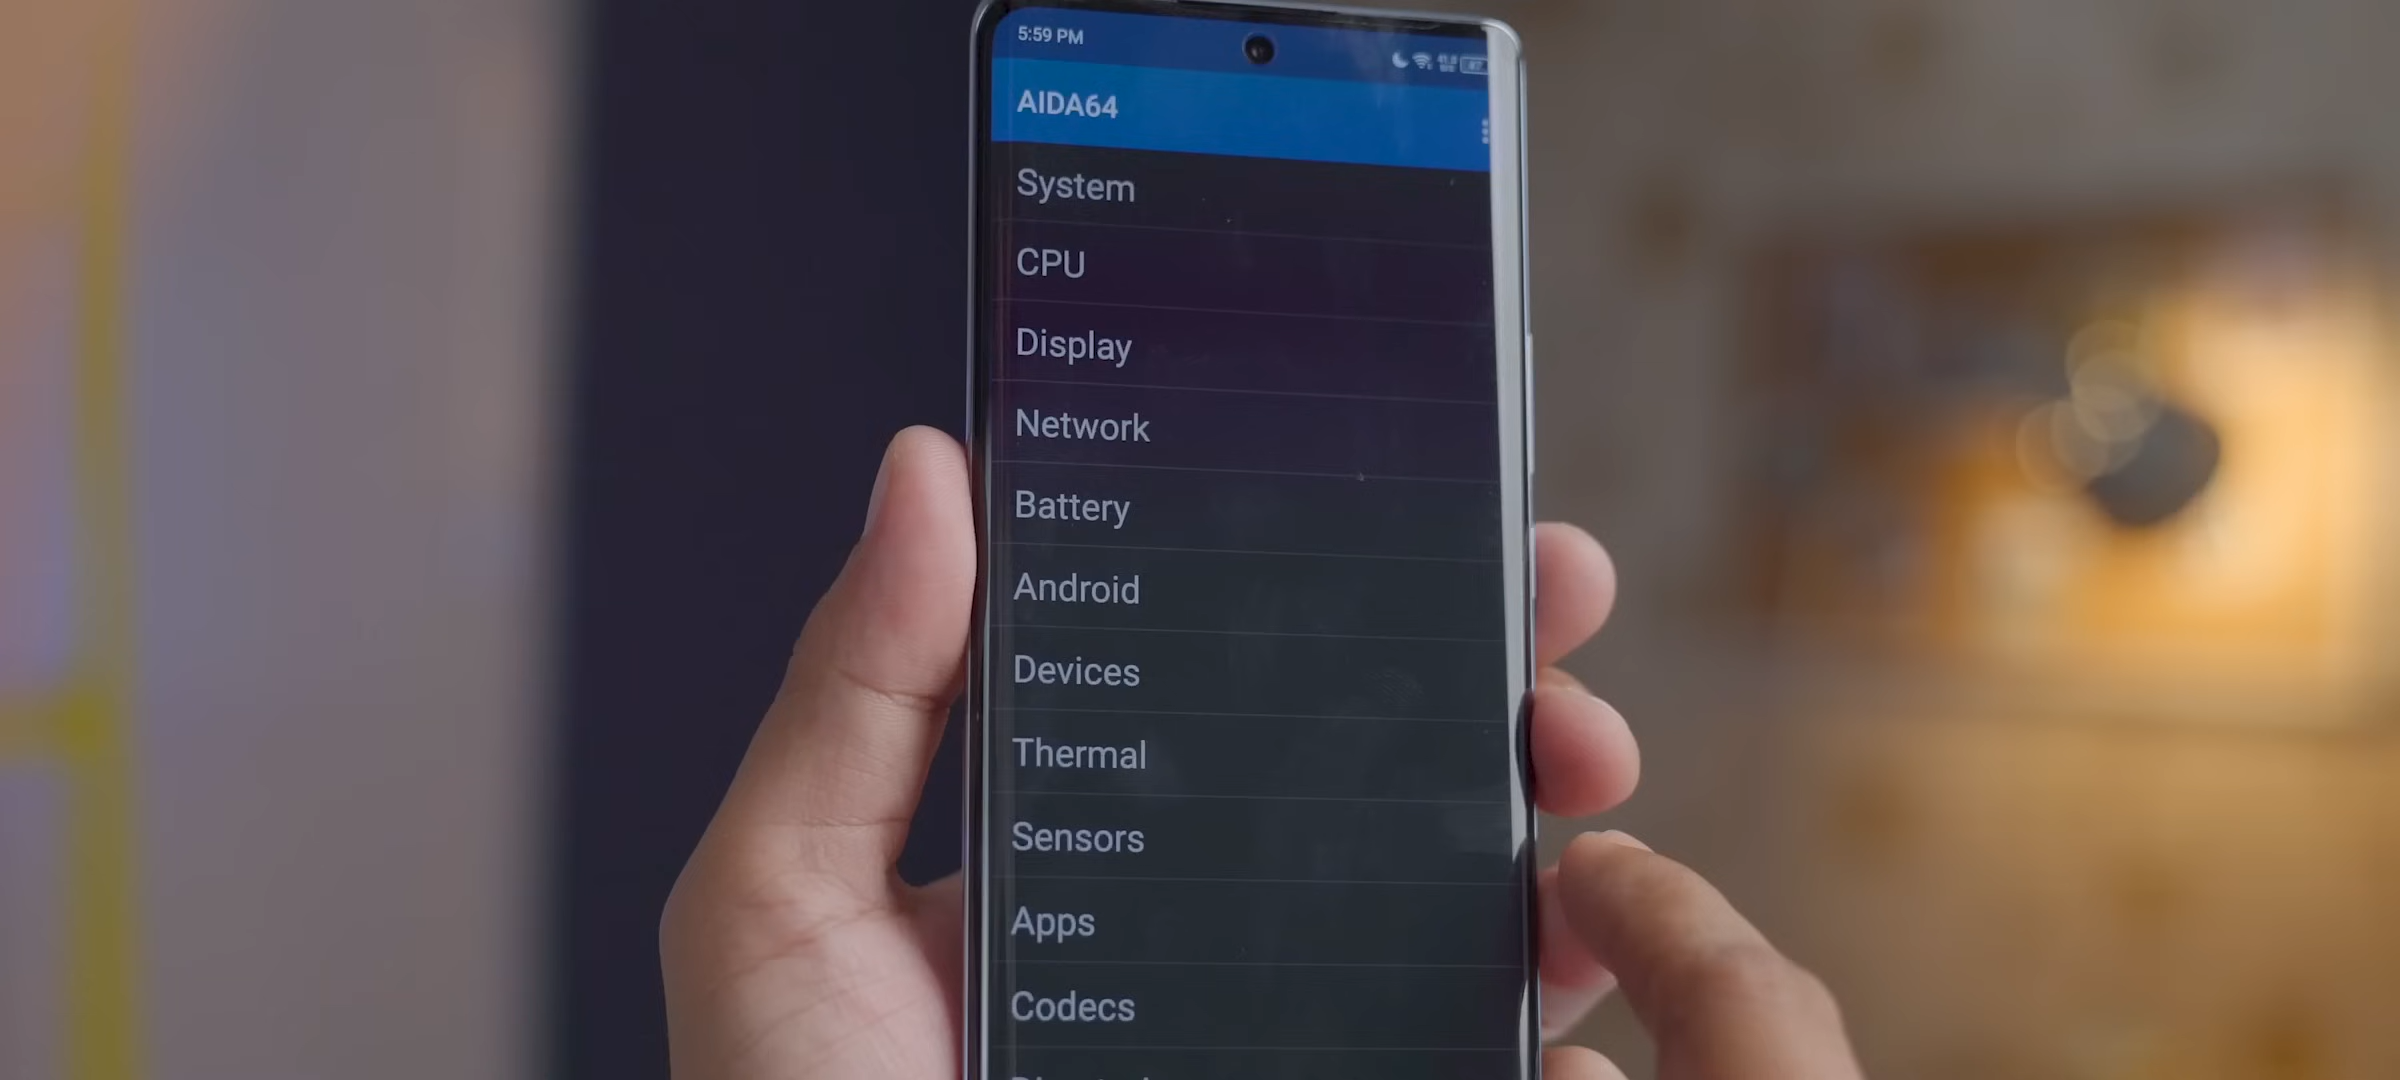 5:59 PM
AIDA64
System
CPU
Display
Network
Battery
Android
Devices
Thermal
Sensors
Apps
Codecs